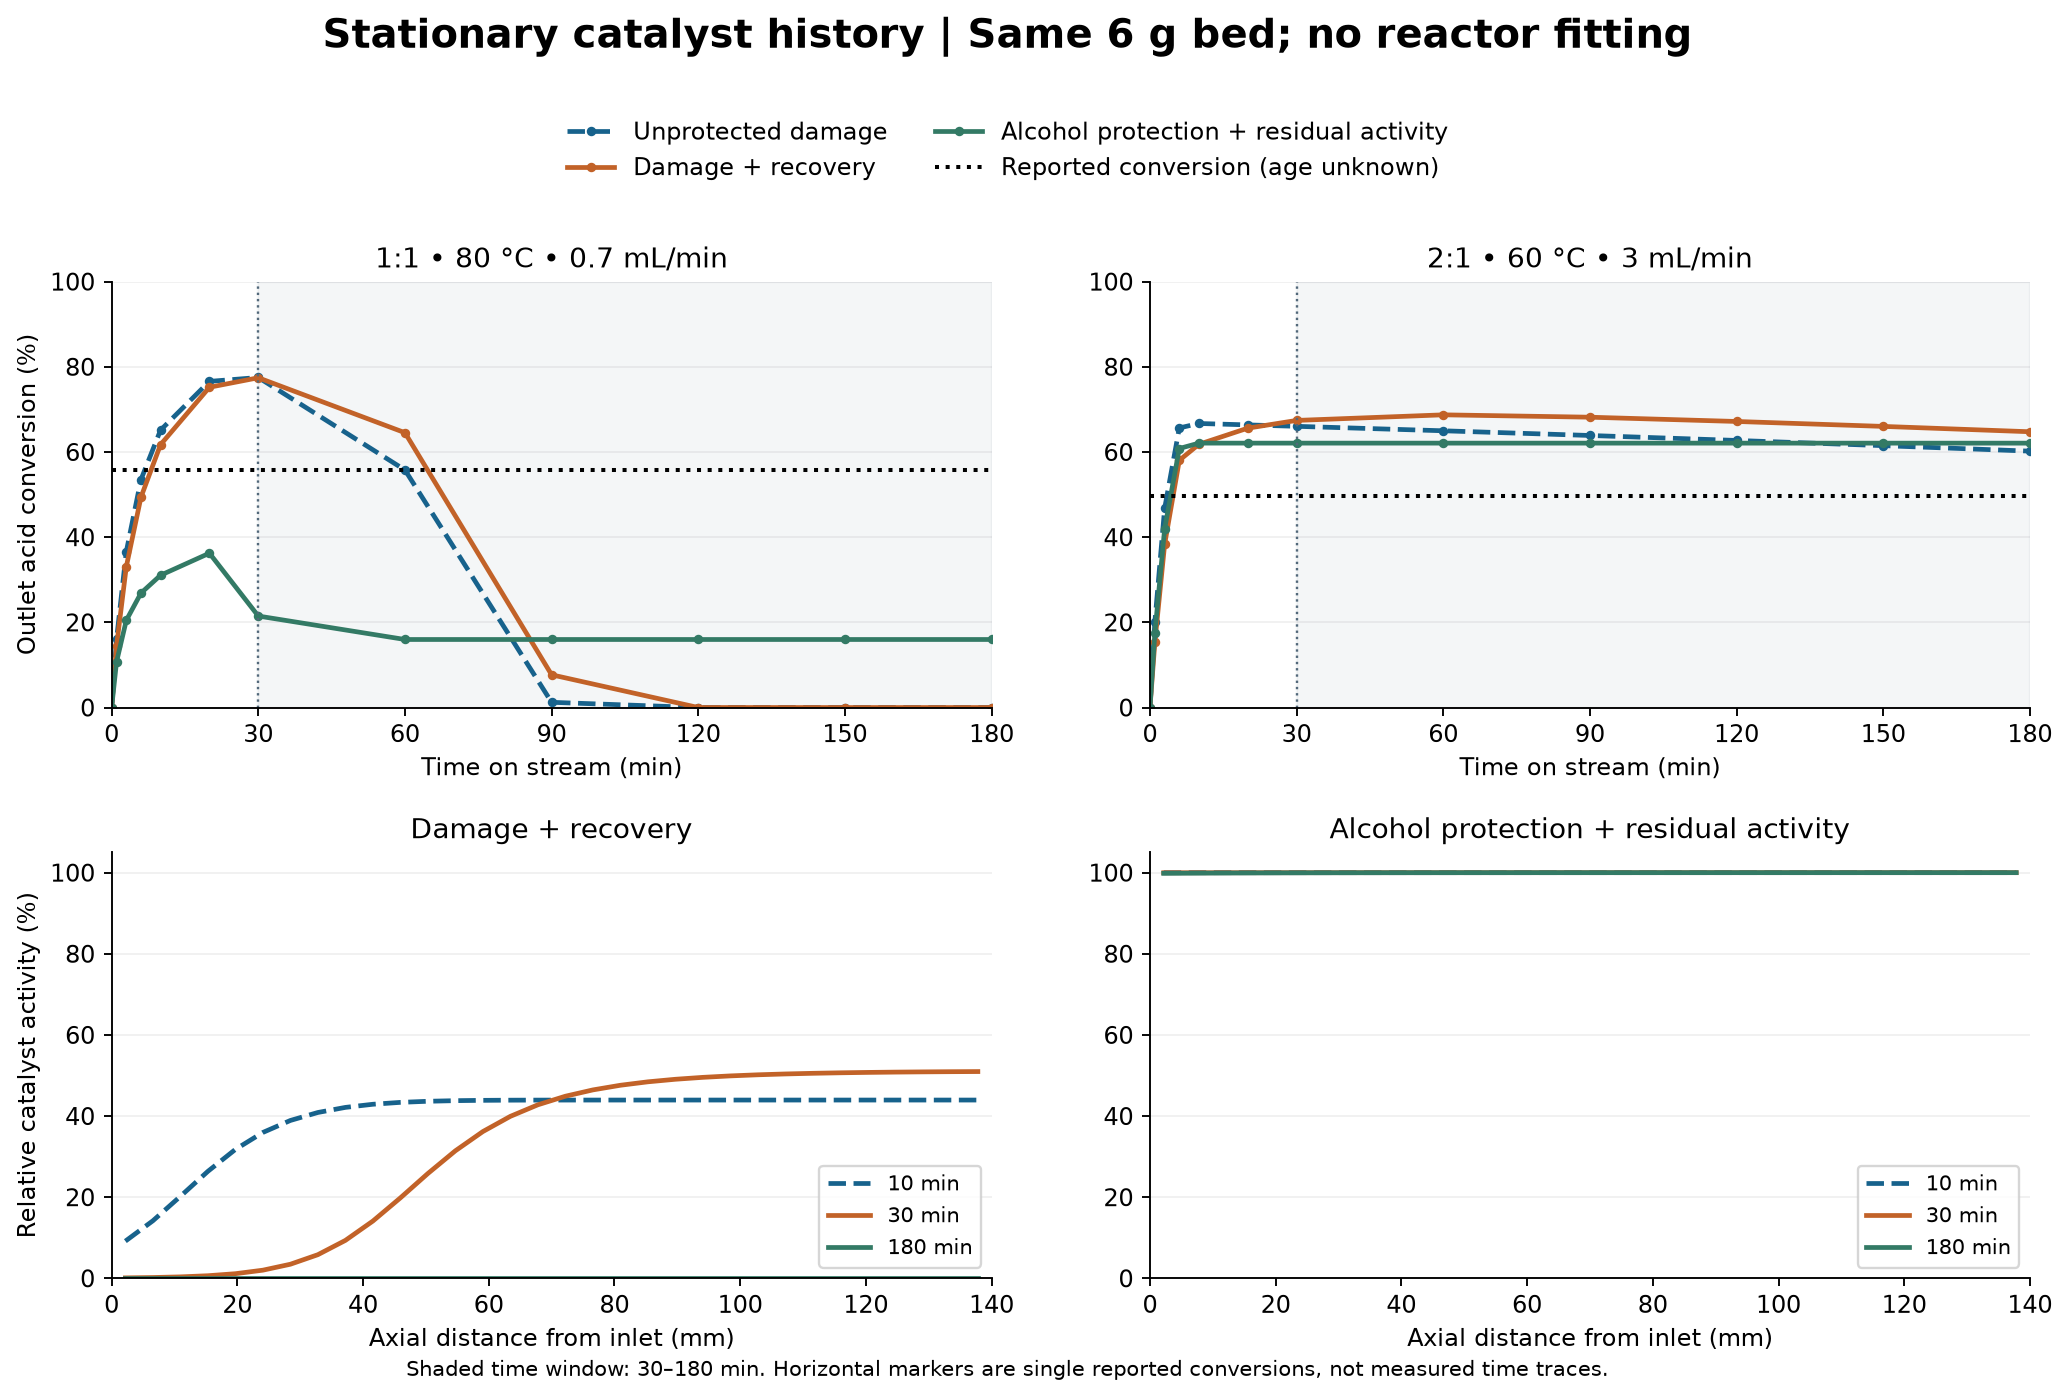 Stationary catalyst history | Same 6 g bed; no reactor fitting
Unprotected damage
Damage + recovery
Alcohol protection + residual activity
Reported conversion (age unknown)
1:1 • 80 °C • 0.7 mL/min
Outlet acid conversion (%)
100
80
60
40
20
0
0 30 60 90 120 150 180
Time on stream (min)
2:1 • 60 °C • 3 mL/min
100
80
60
40
20
0
0 30 60 90 120 150 180
Time on stream (min)
Damage + recovery
Relative catalyst activity (%)
100
80
60
40
20
0
10 min
30 min
180 min
0 20 40 60 80 100 120 140
Axial distance from inlet (mm)
Alcohol protection + residual activity
100
80
60
40
20
0
10 min
30 min
180 min
0 20 40 60 80 100 120 140
Axial distance from inlet (mm)
Shaded time window: 30–180 min. Horizontal markers are single reported conversions, not measured time traces.